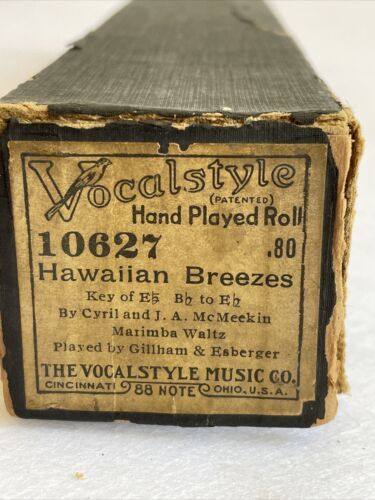 Vocalstyle
(PATENTED)
Hand Played Roll
10627 .80
Hawaiian Breezes
Key of E♭ B♭ to E♭
By Cyril and J. A. McMeekin
Marimba Waltz
Played by Gillham & Esberger
THE VOCALSTYLE MUSIC CO.
CINCINNATI 88 NOTE OHIO, U.S.A.